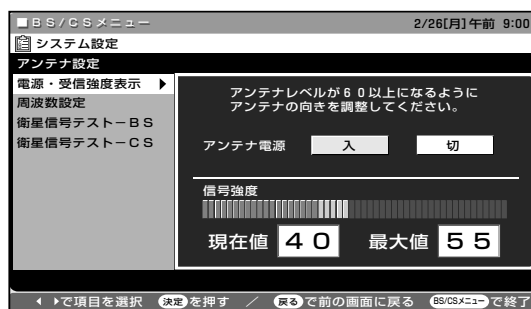 ■BS/CSメニュー 2/26[月]午前 9:00
システム設定
アンテナ設定
電源・受信強度表示
周波数設定
衛星信号テスト－BS
衛星信号テスト－CS
アンテナレベルが６０以上になるように
アンテナの向きを調整してください。
アンテナ電源 入 切
信号強度
現在値 ４０ 最大値 ５５
で項目を選択 決定を押す ／ 戻るで前の画面に戻る BS/CSメニューで終了